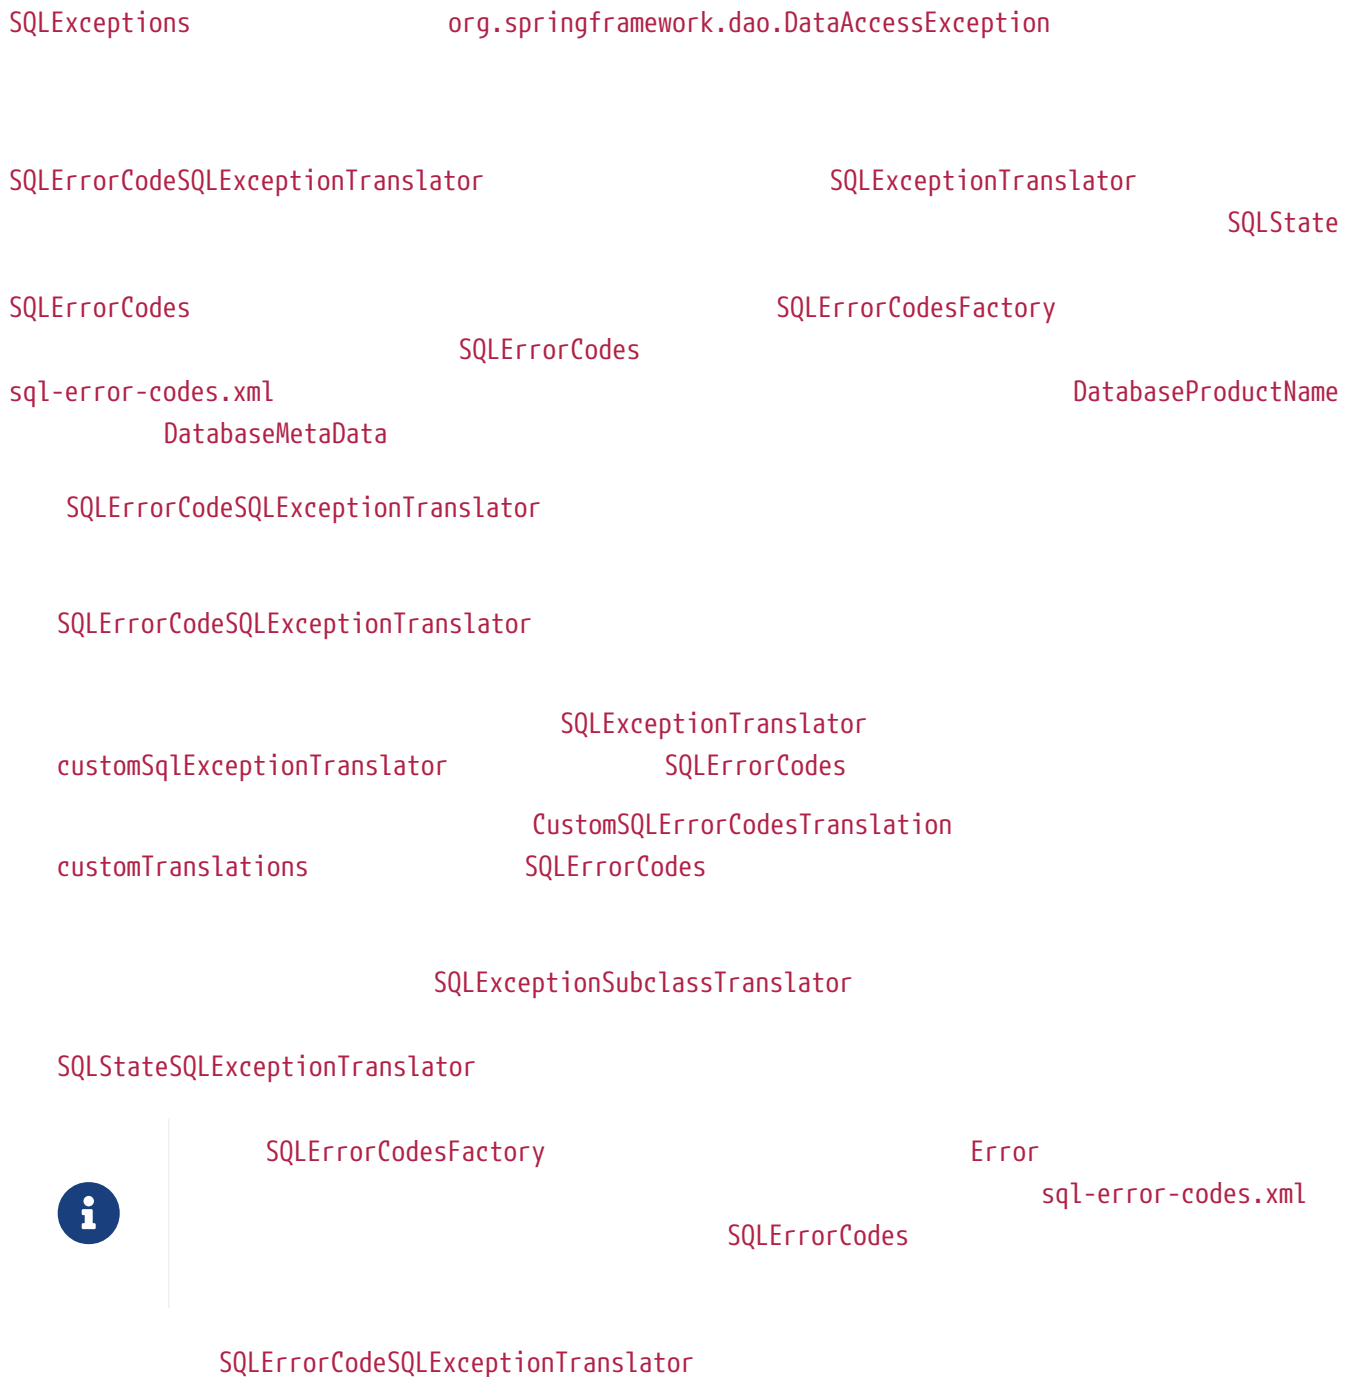 SQLExceptions org.springframework.dao.DataAccessException
SQLErrorCodeSQLExceptionTranslator SQLExceptionTranslator
SQLState
SQLErrorCodes SQLErrorCodesFactory
SQLErrorCodes
sql-error-codes.xml DatabaseProductName
DatabaseMetaData
SQLErrorCodeSQLExceptionTranslator
SQLErrorCodeSQLExceptionTranslator
SQLExceptionTranslator
customSqlExceptionTranslator SQLErrorCodes
CustomSQLErrorCodesTranslation
customTranslations SQLErrorCodes
SQLExceptionSubclassTranslator
SQLStateSQLExceptionTranslator
SQLErrorCodesFactory Error
sql-error-codes.xml
SQLErrorCodes
SQLErrorCodeSQLExceptionTranslator